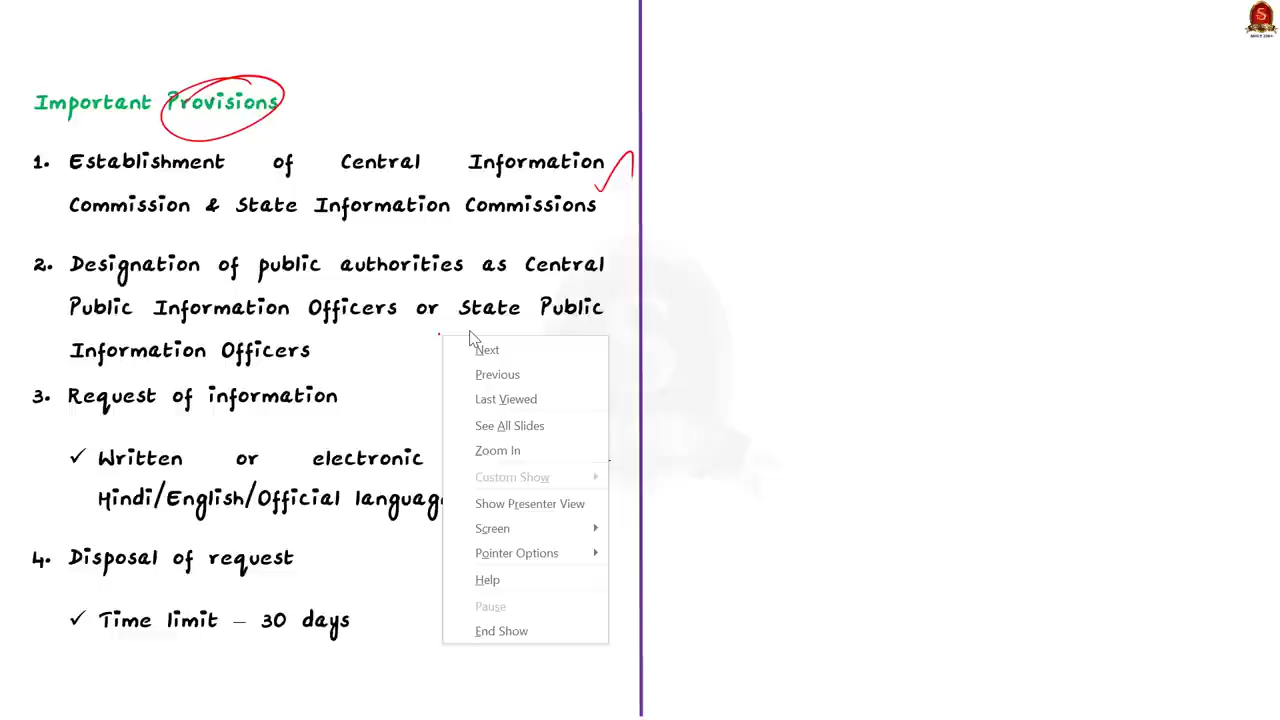 Important Provisions
1. Establishment of Central Information
Commission & State Information Commissions
2. Designation of public authorities as Central
Public Information Officers or State Public
Information Officers
3. Request of information
✓ Written or electronic
Hindi/English/Official language
4. Disposal of request
✓ Time limit – 30 days
Next
Previous
Last Viewed
See All Slides
Zoom In
Custom Show
Show Presenter View
Screen
Pointer Options
Help
Pause
End Show
S
SINCE 2004